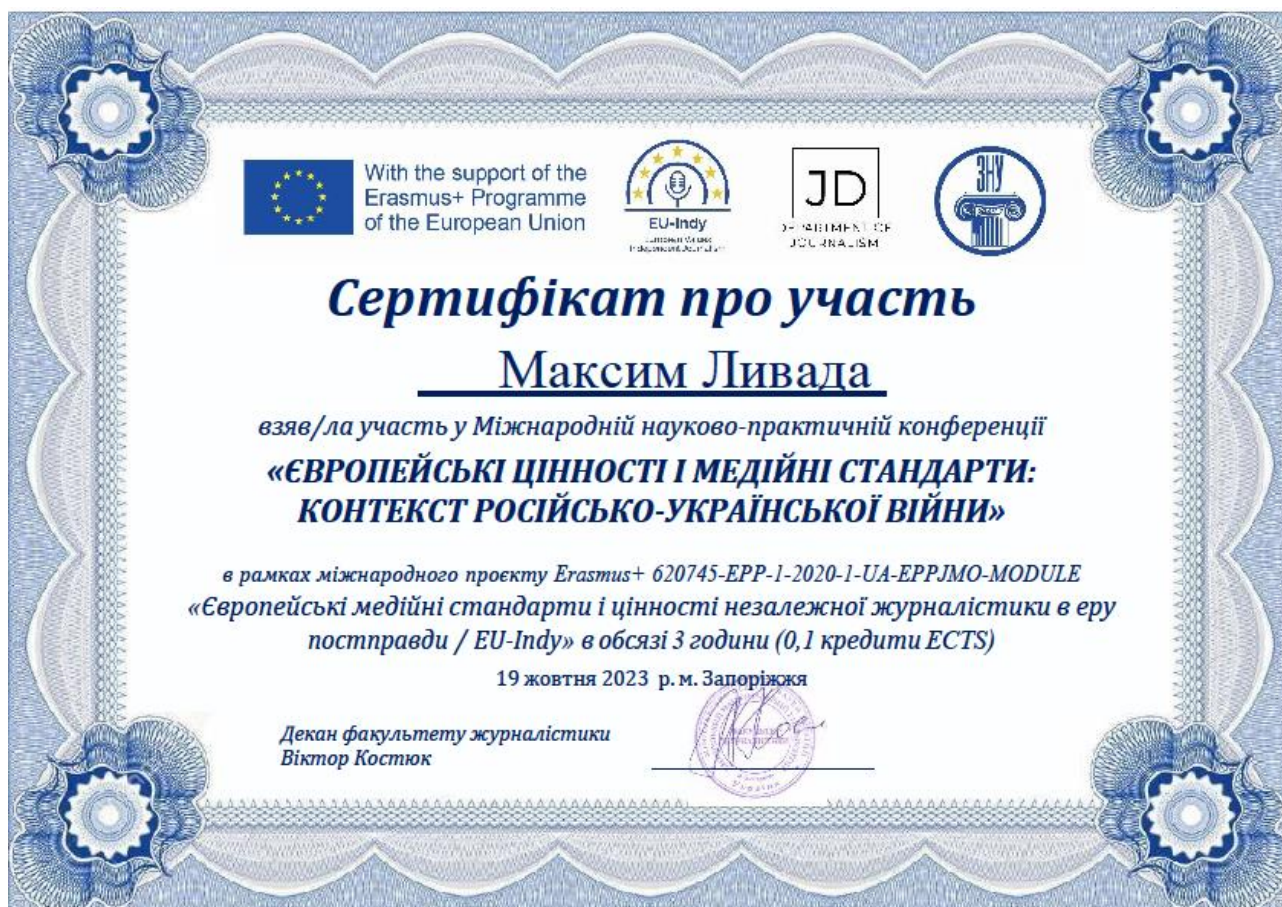 With the support of the
Erasmus+ Programme
of the European Union
EU-Indy
European Values
Independent Journalism
JD
DEPARTMENT OF
JOURNALISM
ЗНУ
Сертифікат про участь
Максим Ливада
взяв/ла участь у Міжнародній науково-практичній конференції
«ЄВРОПЕЙСЬКІ ЦІННОСТІ І МЕДІЙНІ СТАНДАРТИ:
КОНТЕКСТ РОСІЙСЬКО-УКРАЇНСЬКОЇ ВІЙНИ»
в рамках міжнародного проєкту Erasmus+ 620745-EPP-1-2020-1-UA-EPPJMO-MODULE
«Європейські медійні стандарти і цінності незалежної журналістики в еру
постправди / EU-Indy» в обсязі 3 години (0,1 кредити ECTS)
19 жовтня 2023 р. м. Запоріжжя
Декан факультету журналістики
Віктор Костюк